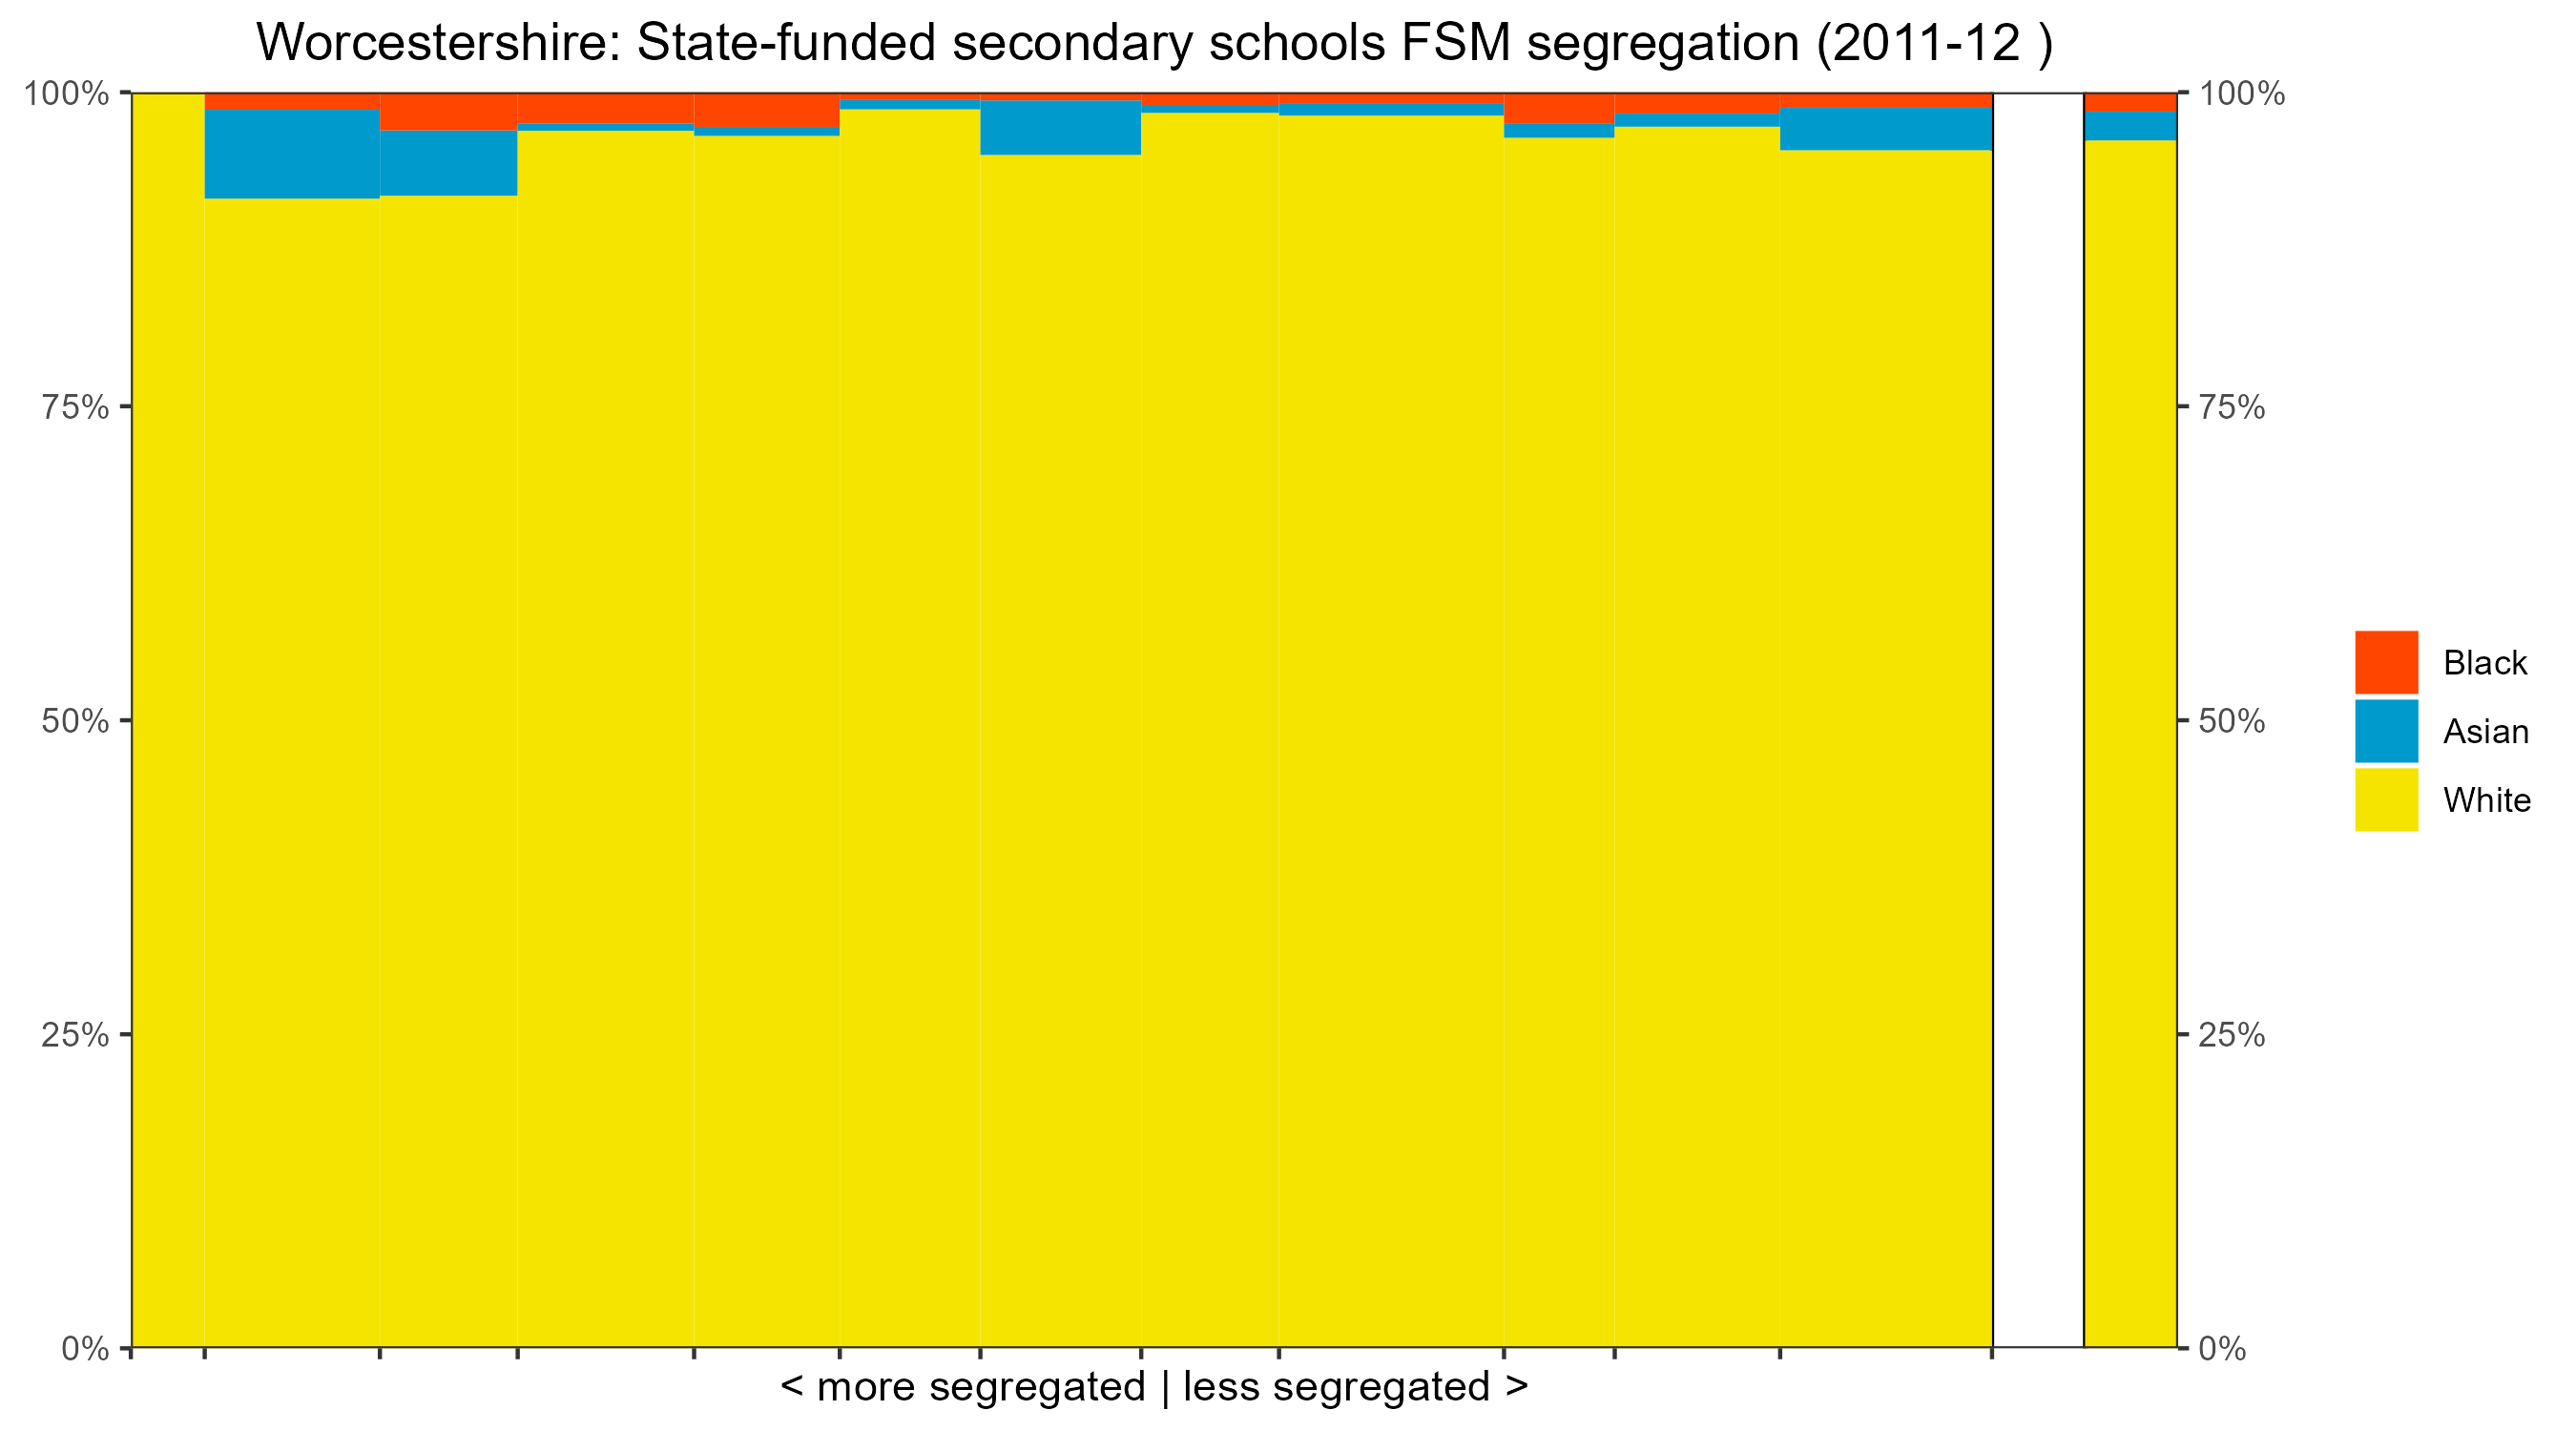 Worcestershire: State-funded secondary schools FSM segregation (2011-12 )
100%
100%
75%
75%
50%
50%
25%
25%
0%
0%
Black
Asian
White
< more segregated | less segregated >